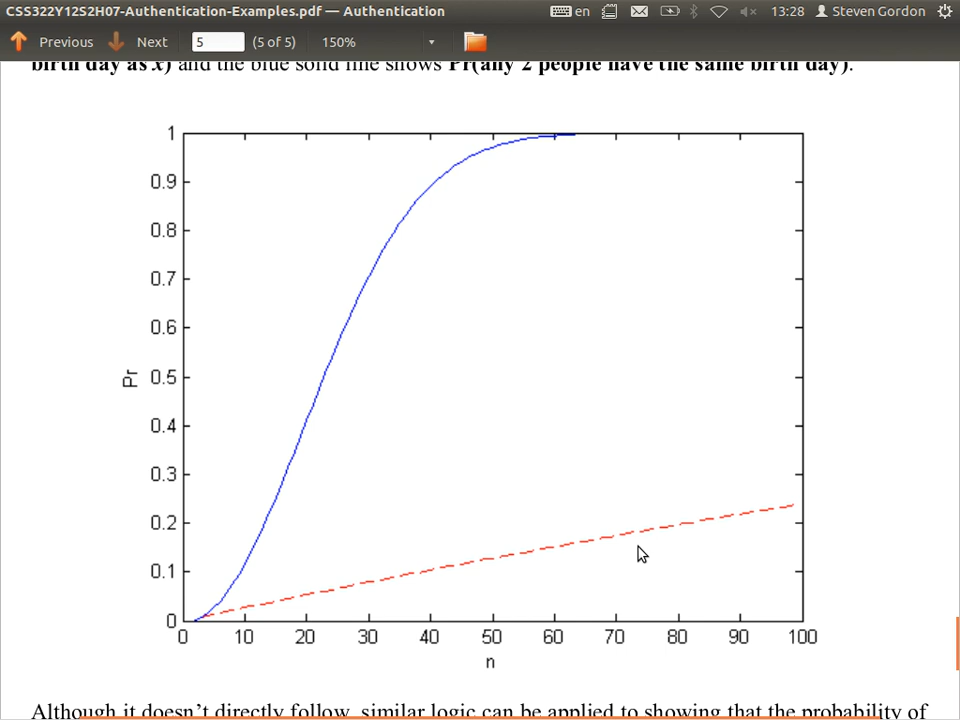 CSS322Y12S2H07-Authentication-Examples.pdf — Authentication en 13:28 Steven Gordon
Previous Next 5 (5 of 5) 150%
birth day as x) and the blue solid line shows Pr(any 2 people have the same birth day).
1
0.9
0.8
0.7
0.6
0.5
Pr
0.4
0.3
0.2
0.1
0
0 10 20 30 40 50 60 70 80 90 100
n
Although it doesn't directly follow, similar logic can be applied to showing that the probability of